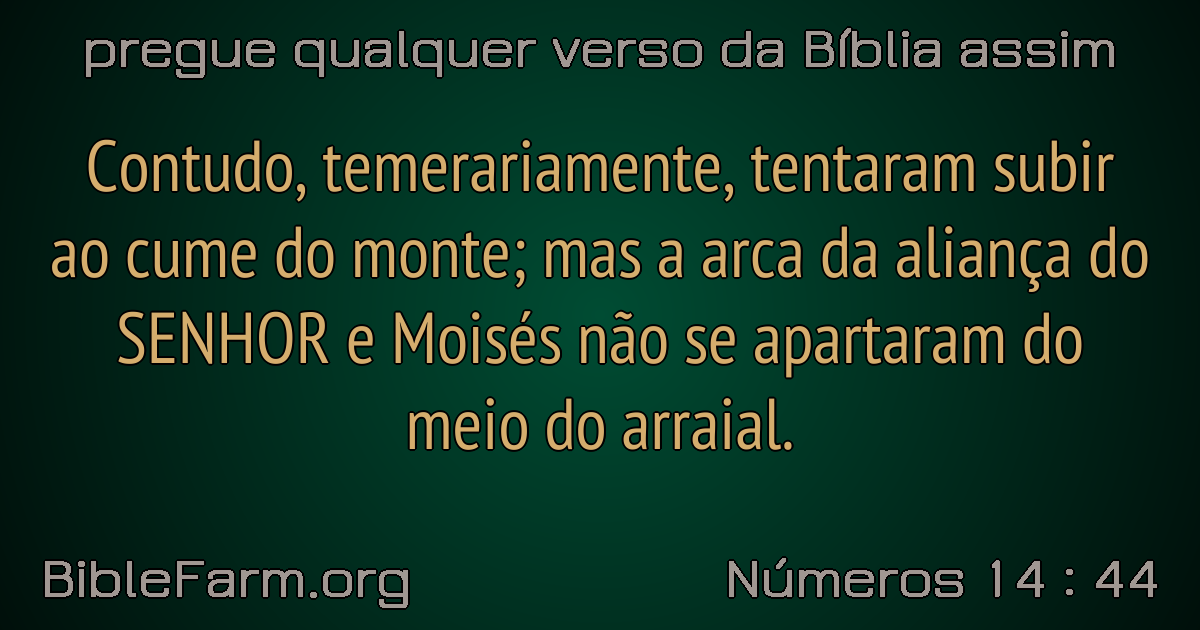 pregue qualquer verso da Bíblia assim
Contudo, temerariamente, tentaram subir
ao cume do monte; mas a arca da aliança do
SENHOR e Moisés não se apartaram do
meio do arraial.
BibleFarm.org
Números 14 : 44